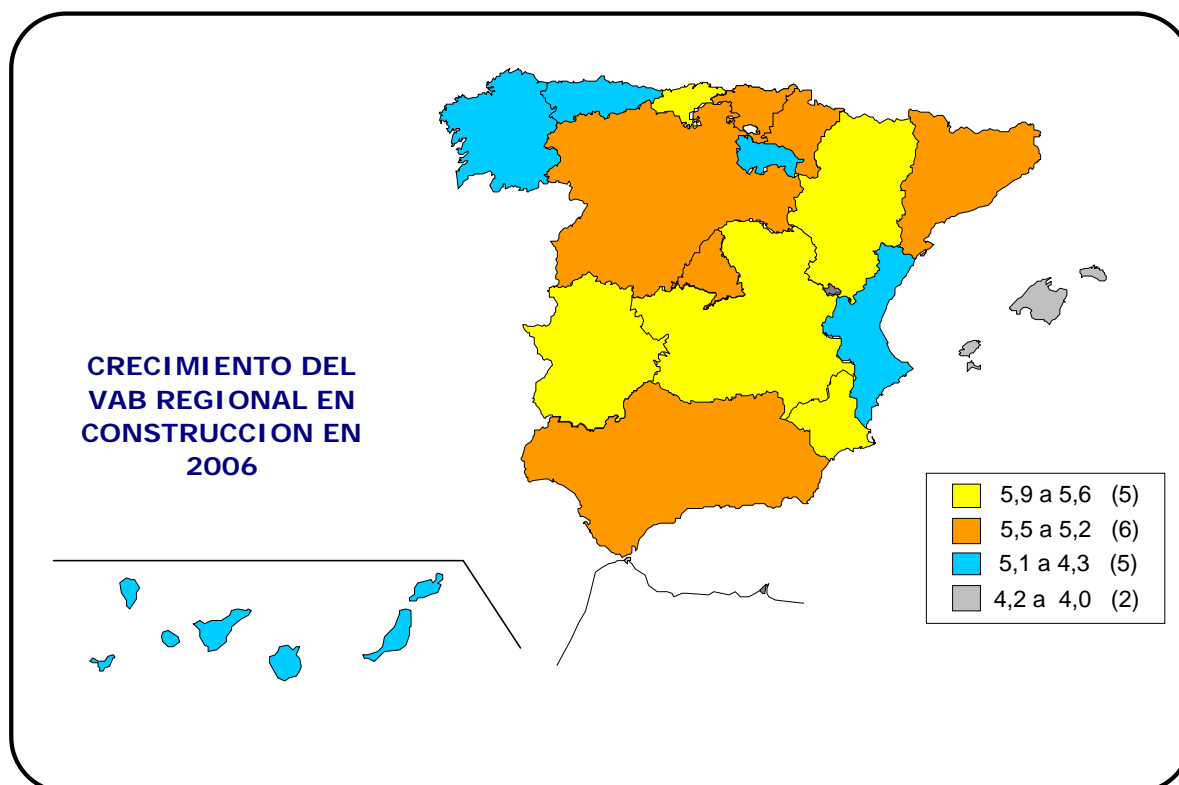 CRECIMIENTO DEL
VAB REGIONAL EN
CONSTRUCCION EN
2006
5,9 a 5,6 (5)
5,5 a 5,2 (6)
5,1 a 4,3 (5)
4,2 a 4,0 (2)